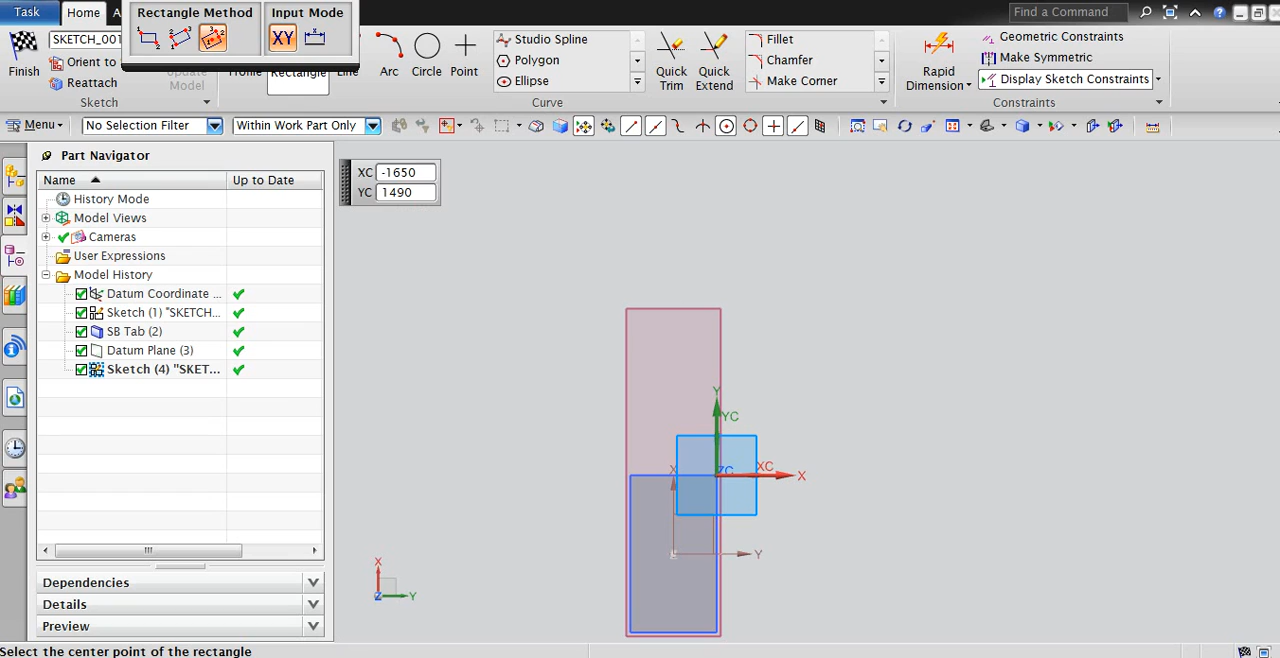 Task
Home
A
Rectangle Method
Input Mode
XY
Find a Command
Finish
SKETCH_001
Orient to
Reattach
Update
Model
Sketch
Rectangle
Arc
Circle
Point
Studio Spline
Polygon
Ellipse
Quick
Trim
Quick
Extend
Fillet
Chamfer
Make Corner
Curve
Rapid
Dimension
Geometric Constraints
Make Symmetric
Display Sketch Constraints
Constraints
Menu
No Selection Filter
Within Work Part Only
Part Navigator
Name
Up to Date
History Mode
Model Views
Cameras
User Expressions
Model History
Datum Coordinate ...
Sketch (1) "SKETCH...
SB Tab (2)
Datum Plane (3)
Sketch (4) "SKET...
Dependencies
Details
Preview
XC -1650
YC 1490
Y
YC
X
ZC
XC
X
Y
X
Z
Y
Select the center point of the rectangle